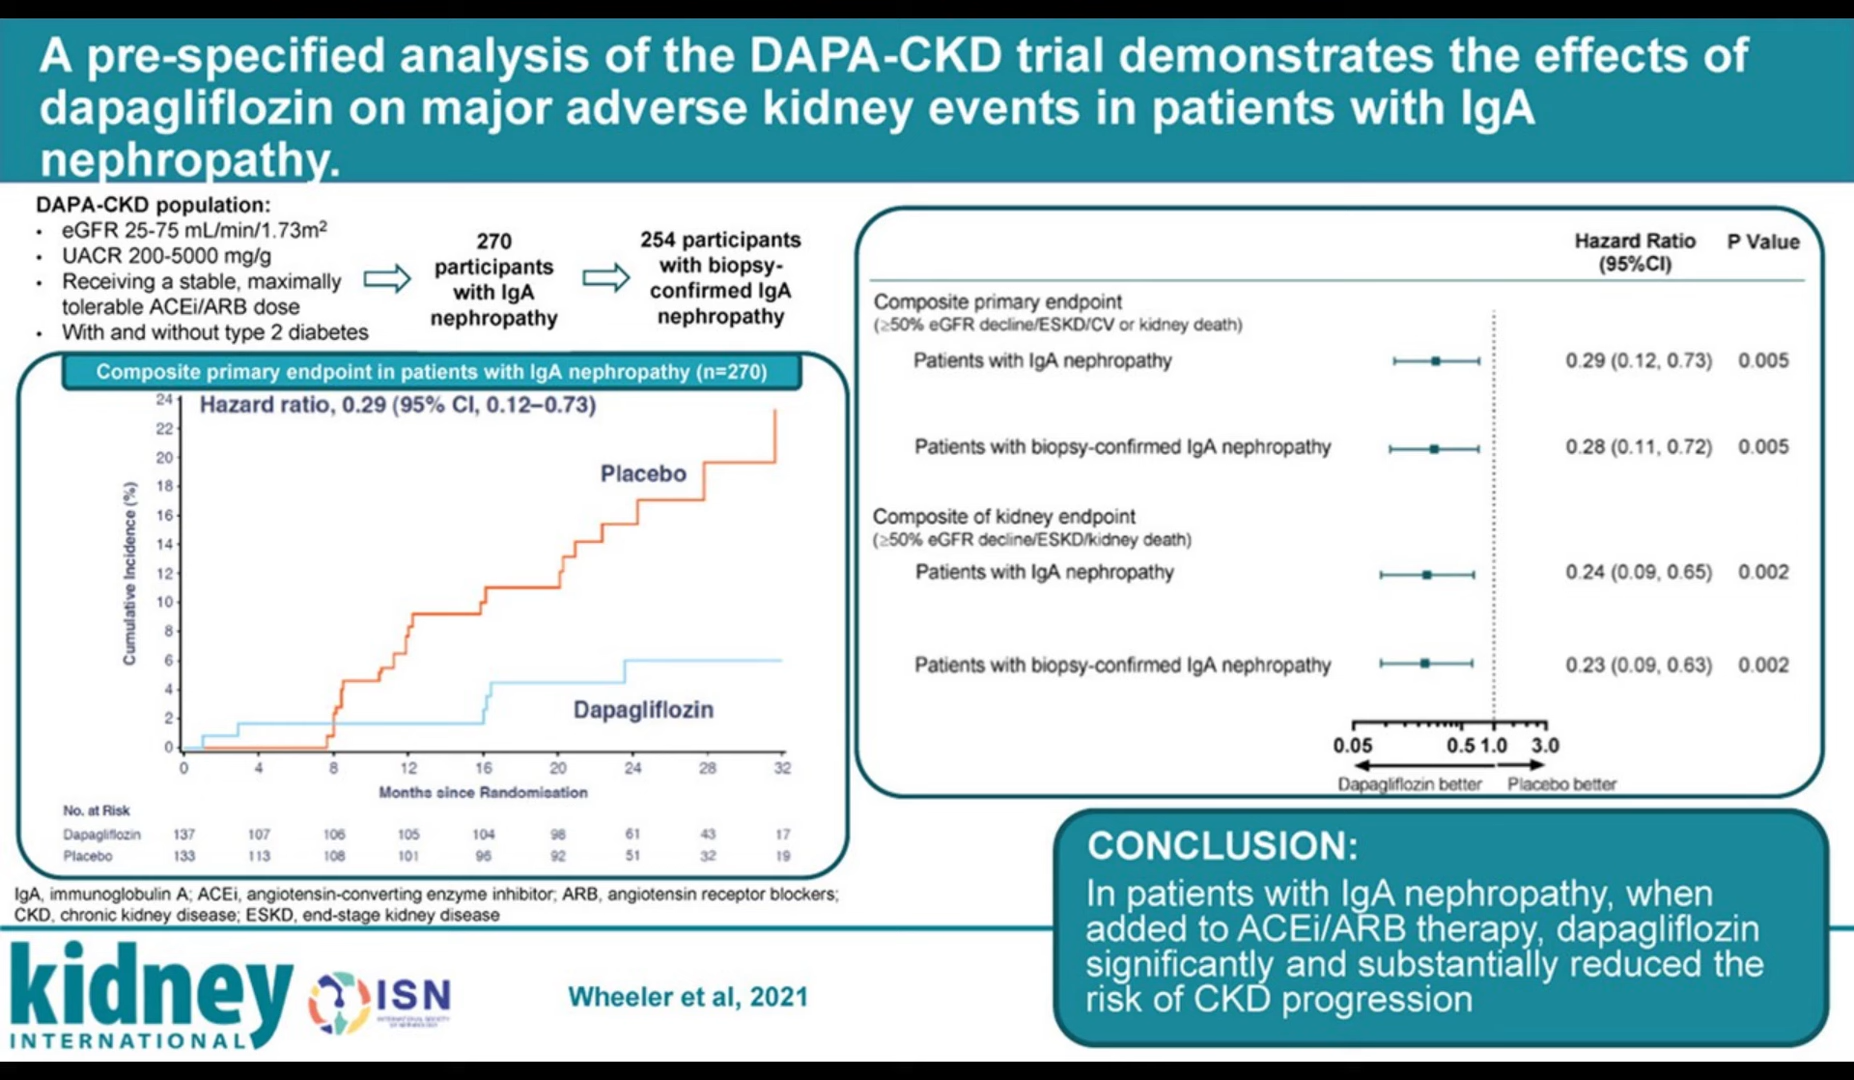 A pre-specified analysis of the DAPA-CKD trial demonstrates the effects of
dapagliflozin on major adverse kidney events in patients with IgA
nephropathy.
DAPA-CKD population:
• eGFR 25-75 mL/min/1.73m²
• UACR 200-5000 mg/g
• Receiving a stable, maximally
tolerable ACEi/ARB dose
• With and without type 2 diabetes
270
participants
with IgA
nephropathy
254 participants
with biopsy-
confirmed IgA
nephropathy
Composite primary endpoint in patients with IgA nephropathy (n=270)
Hazard ratio, 0.29 (95% CI, 0.12–0.73)
Cumulative Incidence (%)
24
22
20
18
16
14
12
10
8
6
4
2
0
Placebo
Dapagliflozin
0 4 8 12 16 20 24 28 32
Months since Randomisation
No. at Risk
Dapagliflozin 137 107 106 105 104 98 61 43 17
Placebo 133 113 108 101 96 92 51 32 19
IgA, immunoglobulin A; ACEi, angiotensin-converting enzyme inhibitor; ARB, angiotensin receptor blockers;
CKD, chronic kidney disease; ESKD, end-stage kidney disease
Hazard Ratio P Value
(95%CI)
Composite primary endpoint
(≥50% eGFR decline/ESKD/CV or kidney death)
Patients with IgA nephropathy 0.29 (0.12, 0.73) 0.005
Patients with biopsy-confirmed IgA nephropathy 0.28 (0.11, 0.72) 0.005
Composite of kidney endpoint
(≥50% eGFR decline/ESKD/kidney death)
Patients with IgA nephropathy 0.24 (0.09, 0.65) 0.002
Patients with biopsy-confirmed IgA nephropathy 0.23 (0.09, 0.63) 0.002
0.05 0.5 1.0 3.0
Dapagliflozin better Placebo better
CONCLUSION:
In patients with IgA nephropathy, when
added to ACEi/ARB therapy, dapagliflozin
significantly and substantially reduced the
risk of CKD progression
kidney
INTERNATIONAL
ISN
INTERNATIONAL SOCIETY
OF NEPHROLOGY
Wheeler et al, 2021